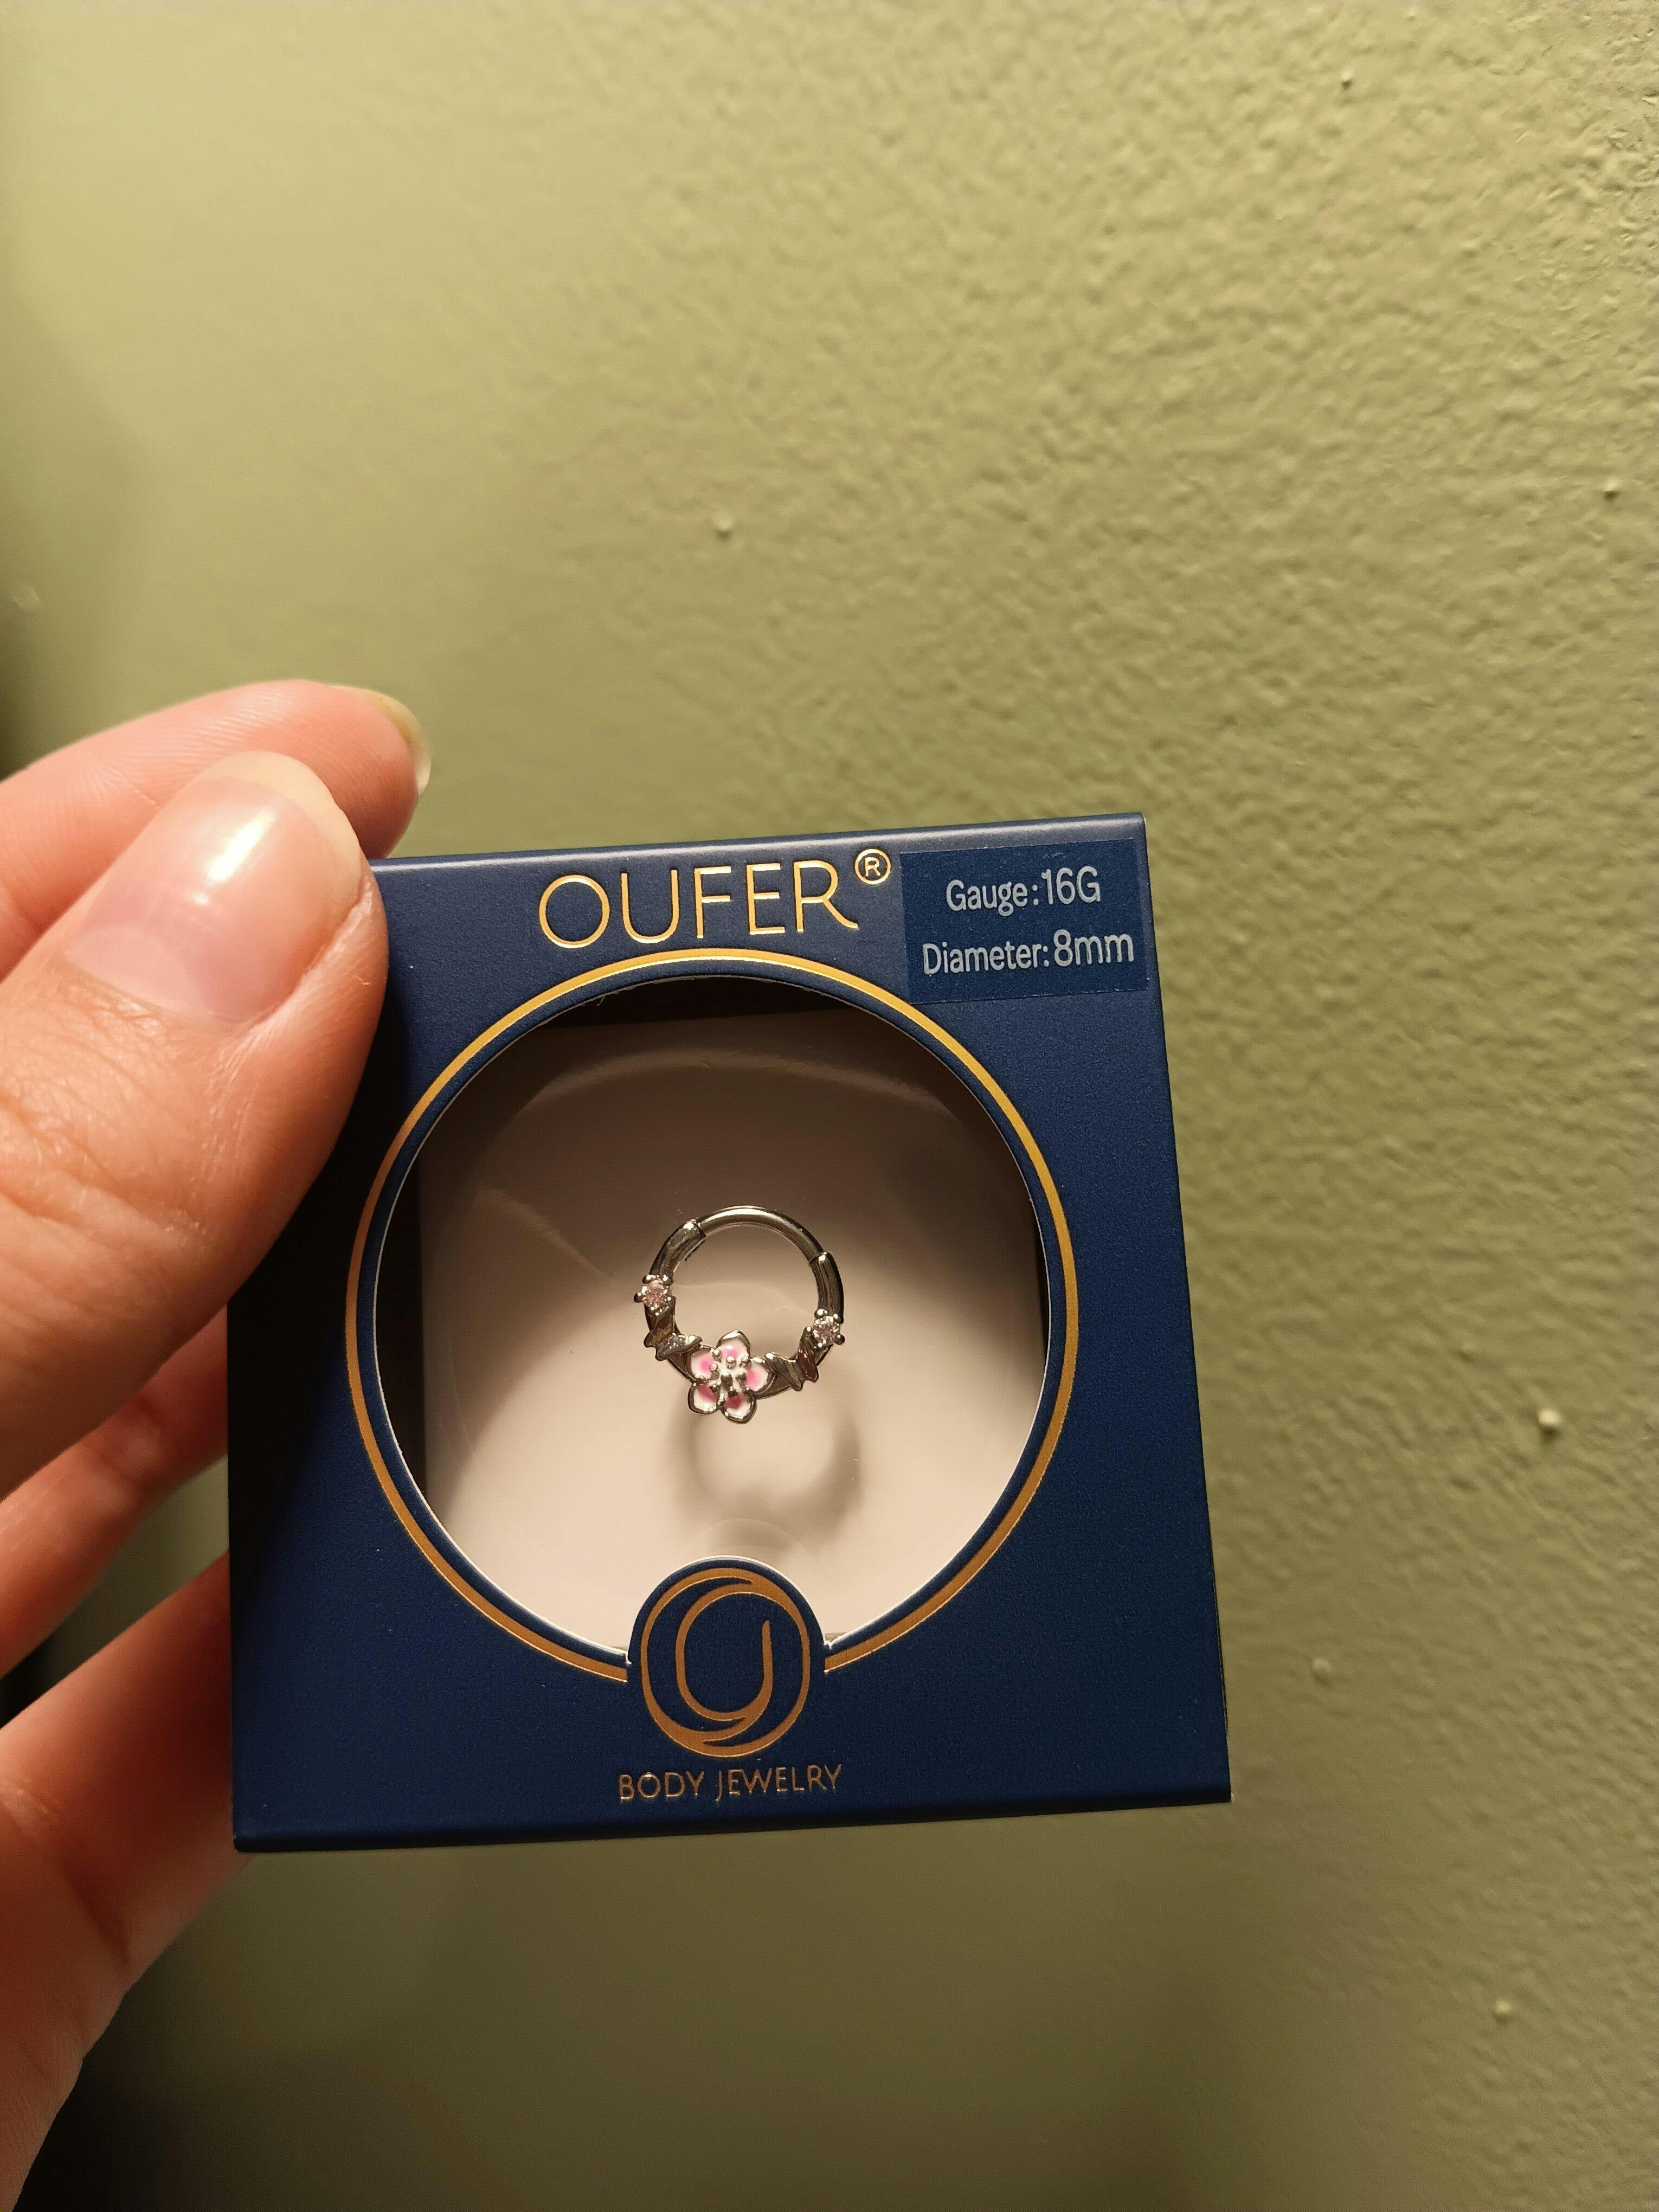 OUFER®
Gauge:16G
Diameter:8mm
BODY JEWELRY